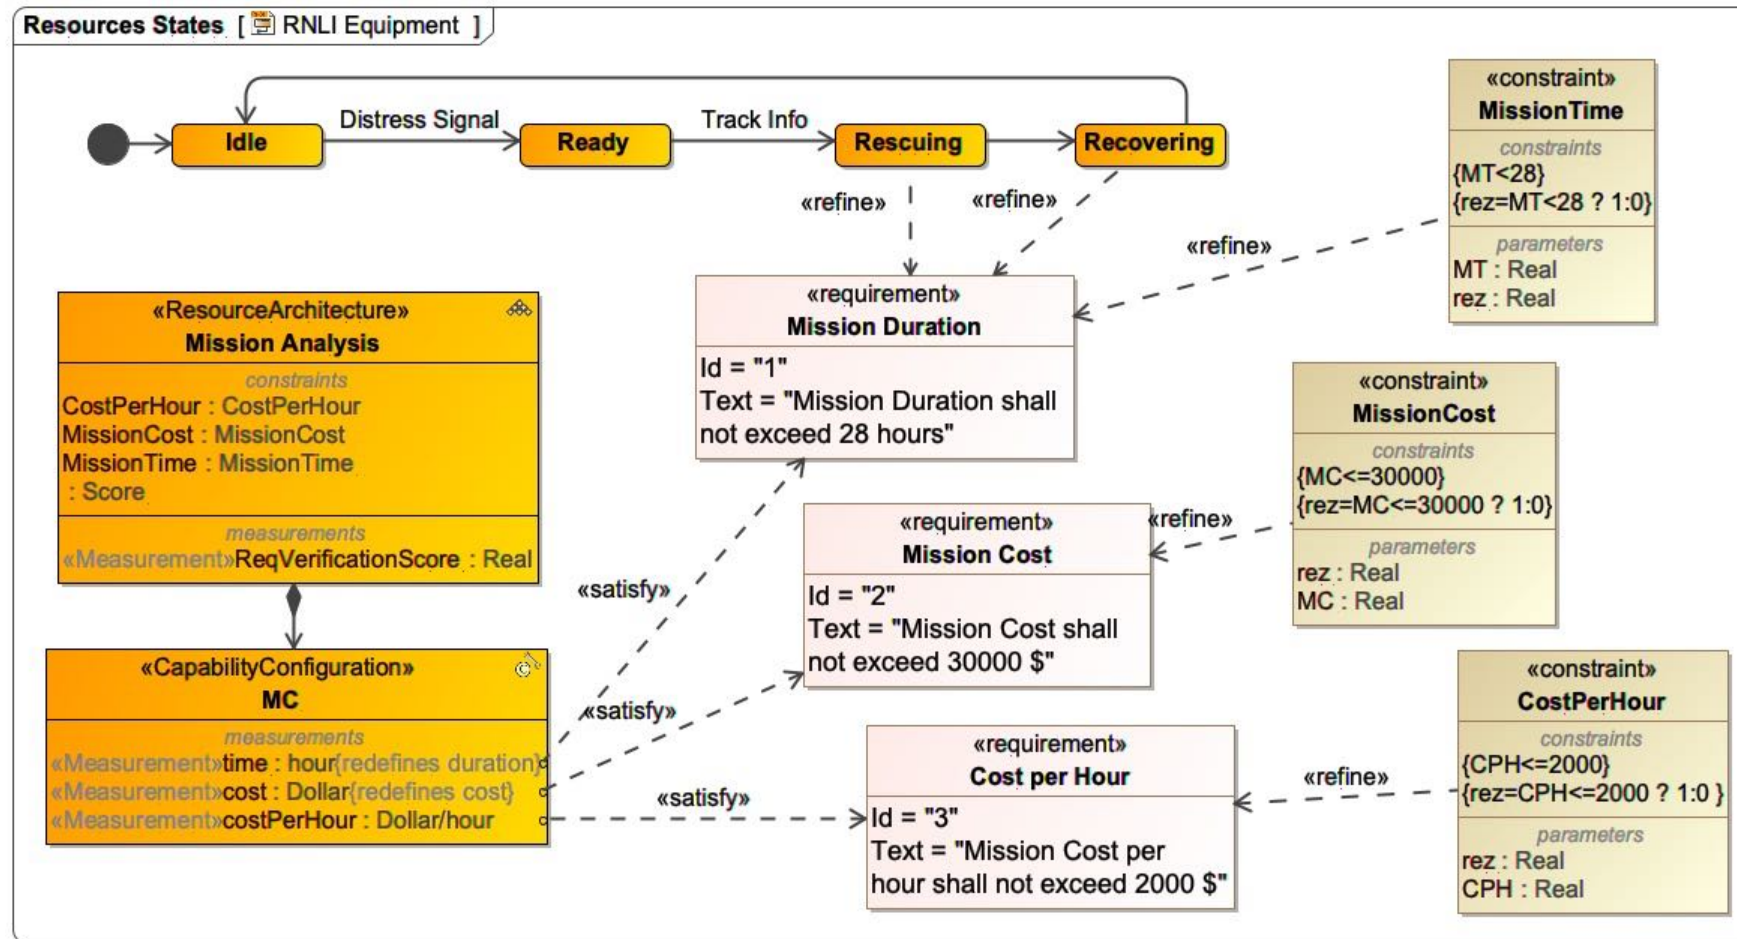 Resources States [ RNLI Equipment ]
Distress Signal
Track Info
Idle
Ready
Rescuing
Recovering
«refine»
«refine»
«refine»
«constraint»
MissionTime
constraints
{MT<28}
{rez=MT<28 ? 1:0}
parameters
MT : Real
rez : Real
«ResourceArchitecture»
Mission Analysis
constraints
CostPerHour : CostPerHour
MissionCost : MissionCost
MissionTime : MissionTime
: Score
measurements
«Measurement»ReqVerificationScore : Real
«requirement»
Mission Duration
Id = "1"
Text = "Mission Duration shall
not exceed 28 hours"
«constraint»
MissionCost
constraints
{MC<=30000}
{rez=MC<=30000 ? 1:0}
parameters
rez : Real
MC : Real
«satisfy»
«requirement»
Mission Cost
Id = "2"
Text = "Mission Cost shall
not exceed 30000 $"
«refine»
«CapabilityConfiguration»
MC
measurements
«Measurement»time : hour{redefines duration}
«Measurement»cost : Dollar{redefines cost}
«Measurement»costPerHour : Dollar/hour
«satisfy»
«satisfy»
«requirement»
Cost per Hour
Id = "3"
Text = "Mission Cost per
hour shall not exceed 2000 $"
«refine»
«constraint»
CostPerHour
constraints
{CPH<=2000}
{rez=CPH<=2000 ? 1:0 }
parameters
rez : Real
CPH : Real